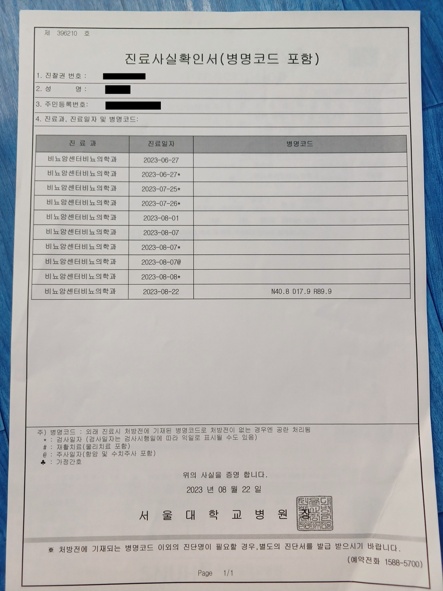 제 396210 호
진료사실확인서(병명코드 포함)
1. 진찰권 번호 :
2. 성 명 :
3. 주민등록번호:
4. 진료과, 진료일자 및 병명코드:
진 료 과 진료일자 병명코드
비뇨암센터비뇨의학과 2023-06-27
비뇨암센터비뇨의학과 2023-06-27*
비뇨암센터비뇨의학과 2023-07-25*
비뇨암센터비뇨의학과 2023-07-26*
비뇨암센터비뇨의학과 2023-08-01
비뇨암센터비뇨의학과 2023-08-07
비뇨암센터비뇨의학과 2023-08-07*
비뇨암센터비뇨의학과 2023-08-07@
비뇨암센터비뇨의학과 2023-08-08*
비뇨암센터비뇨의학과 2023-08-22 N40.8 D17.9 R89.9
주) 병명코드 : 외래 진료시 처방전에 기재된 병명코드로 처방전이 없는 경우엔 공란 처리됨
* : 검사일자 (검사일자는 검사시행일에 따라 익일로 표시될 수도 있음)
# : 재활치료(물리치료 포함)
@ : 주사일자(항암 및 수치주사 포함)
♣ : 가정간호
위의 사실을 증명 합니다.
2023 년 08 월 22 일
서 울 대 학 교 병 원 장
※ 처방전에 기재되는 병명코드 이외의 진단명이 필요할 경우,별도의 진단서를 발급 받으시기 바랍니다.
(예약전화 1588-5700)
Page 1/1